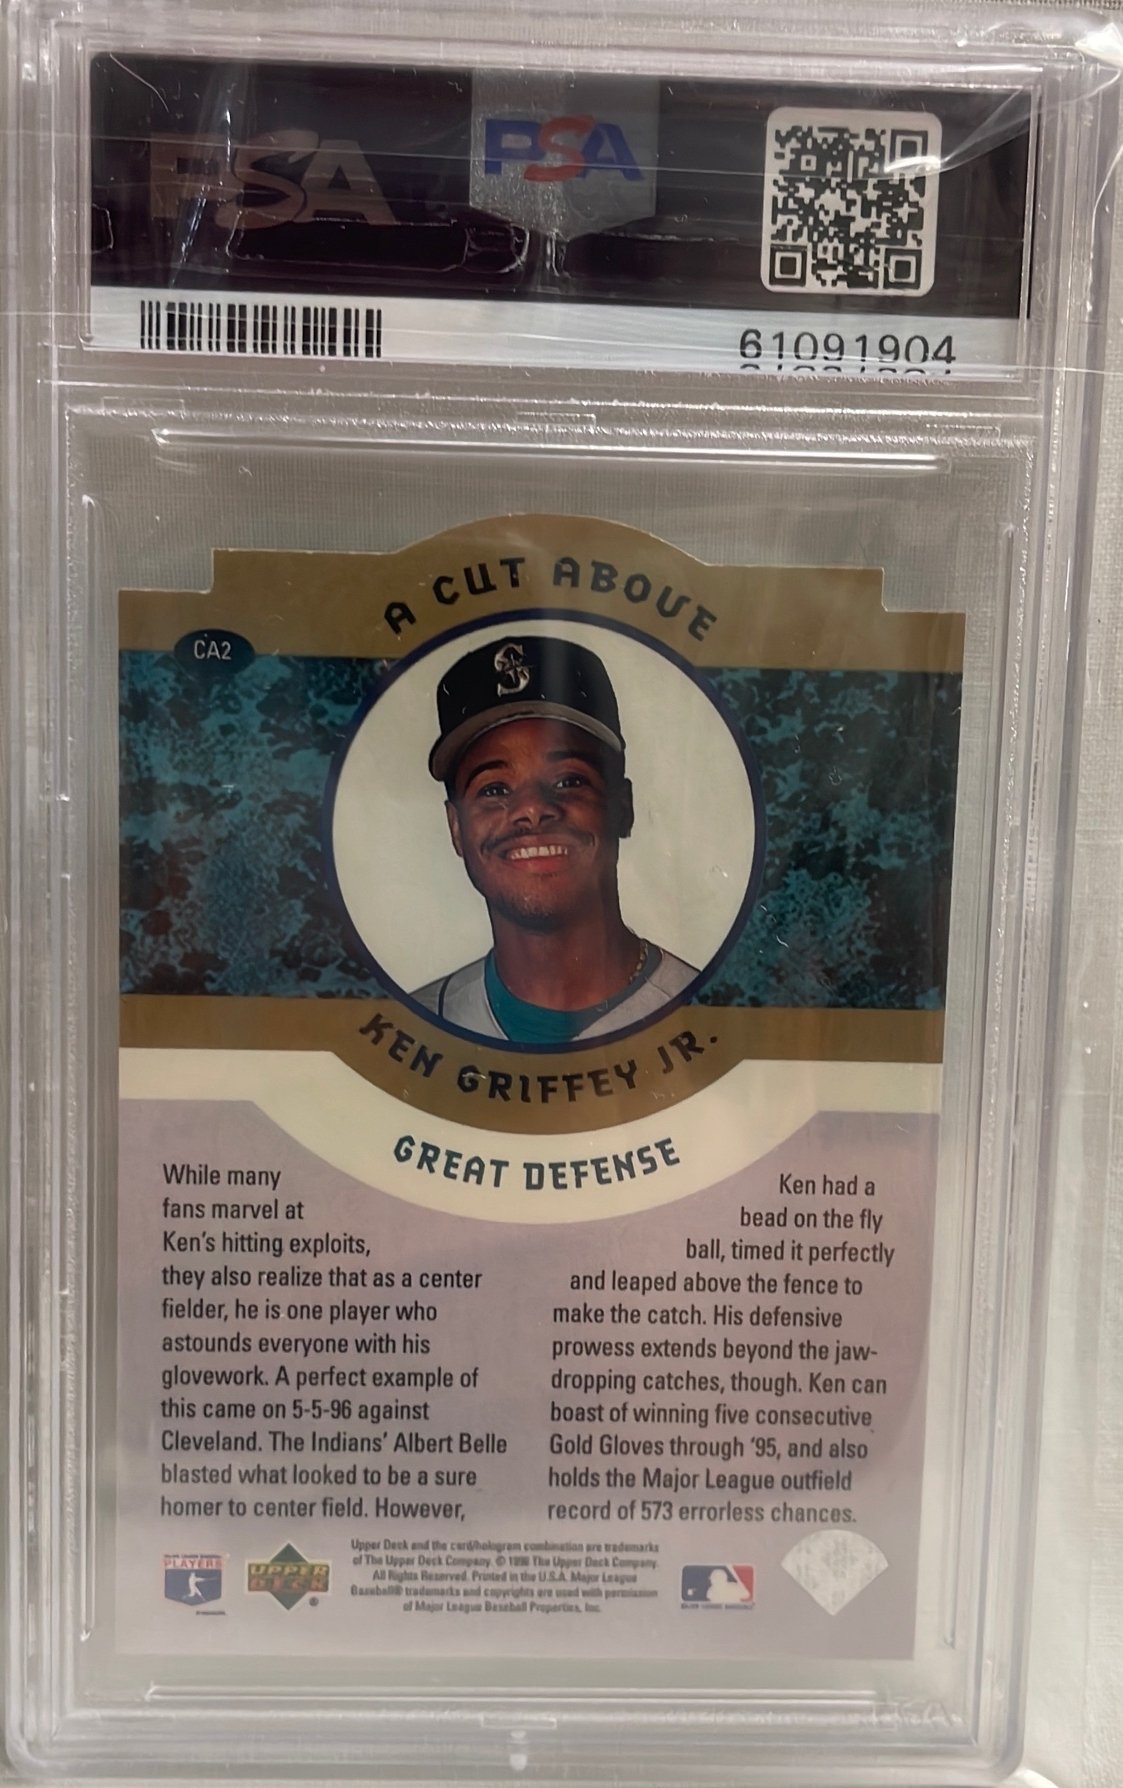 PSA
PSA
61091904
A CUT ABOVE
CA2
S
KEN GRIFFEY JR.
GREAT DEFENSE
While many
fans marvel at
Ken's hitting exploits,
they also realize that as a center
fielder, he is one player who
astounds everyone with his
glovework. A perfect example of
this came on 5-5-96 against
Cleveland. The Indians' Albert Belle
blasted what looked to be a sure
homer to center field. However,
Ken had a
bead on the fly
ball, timed it perfectly
and leaped above the fence to
make the catch. His defensive
prowess extends beyond the jaw-
dropping catches, though. Ken can
boast of winning five consecutive
Gold Gloves through '95, and also
holds the Major League outfield
record of 573 errorless chances.
PLAYERS
UPPER
DECK
®
Upper Deck and the card/hologram combination are trademarks
of The Upper Deck Company. © 1996 The Upper Deck Company.
All Rights Reserved. Printed in the U.S.A. Major League
Baseball® trademarks and copyrights are used with permission
of Major League Baseball Properties, Inc.